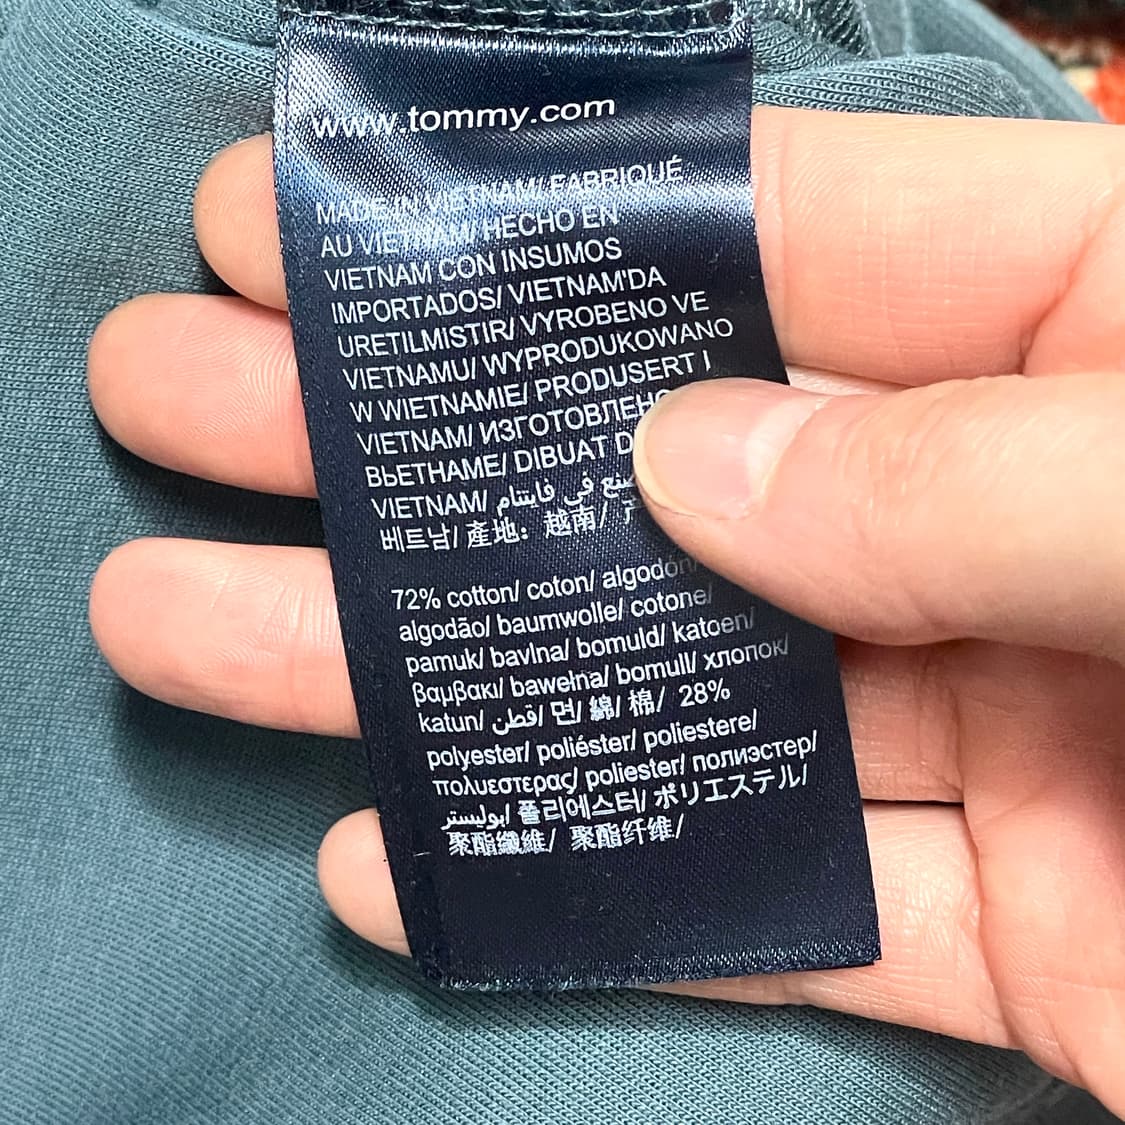 www.tommy.com
MADE IN VIETNAM/ FABRIQUÉ
AU VIETNAM/ HECHO EN
VIETNAM CON INSUMOS
IMPORTADOS/ VIETNAM'DA
URETILMISTIR/ VYROBENO VE
VIETNAMU/ WYPRODUKOWANO
W WIETNAMIE/ PRODUSERT I
VIETNAM/ ИЗГОТОВЛЕНО
ВЬЕТНАМЕ/ DIBUAT
VIETNAM/ صنع في فايتنام
베트남/ 產地: 越南/
72% cotton/ coton/ algodón/
algodão/ baumwolle/ cotone/
pamuk/ bavlna/ bomuld/ katoen/
βαμβακι/ bawełna/ bomull/ хлопок/
katun/ قطن/ 면/ 綿/ 棉/ 28%
polyester/ poliéster/ poliestere/
πολυεστερας/ poliester/ полиэстер/
بوليستر/ 폴리에스터/ ポリエステル/
聚酯纖維/ 聚酯纤维/